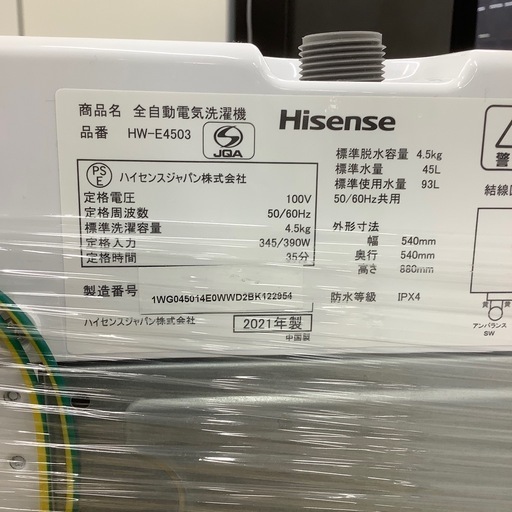 商品名 全自動電気洗濯機
品番 HW-E4503
JQA
Hisense
PS
E
ハイセンスジャパン株式会社
定格電圧 100V
定格周波数 50/60Hz
標準洗濯容量 4.5kg
定格入力 345/390W
定格時間 35分
製造番号 1WG045014E0WWD2BK122954
ハイセンスジャパン株式会社
2021年製
中国製
標準脱水容量 4.5kg
標準水量 45L
標準使用水量 93L
50/60Hz共用
外形寸法
幅 540mm
奥行 540mm
高さ 880mm
防水等級 IPX4
警
結線
黄 黄
アンバランス
SW